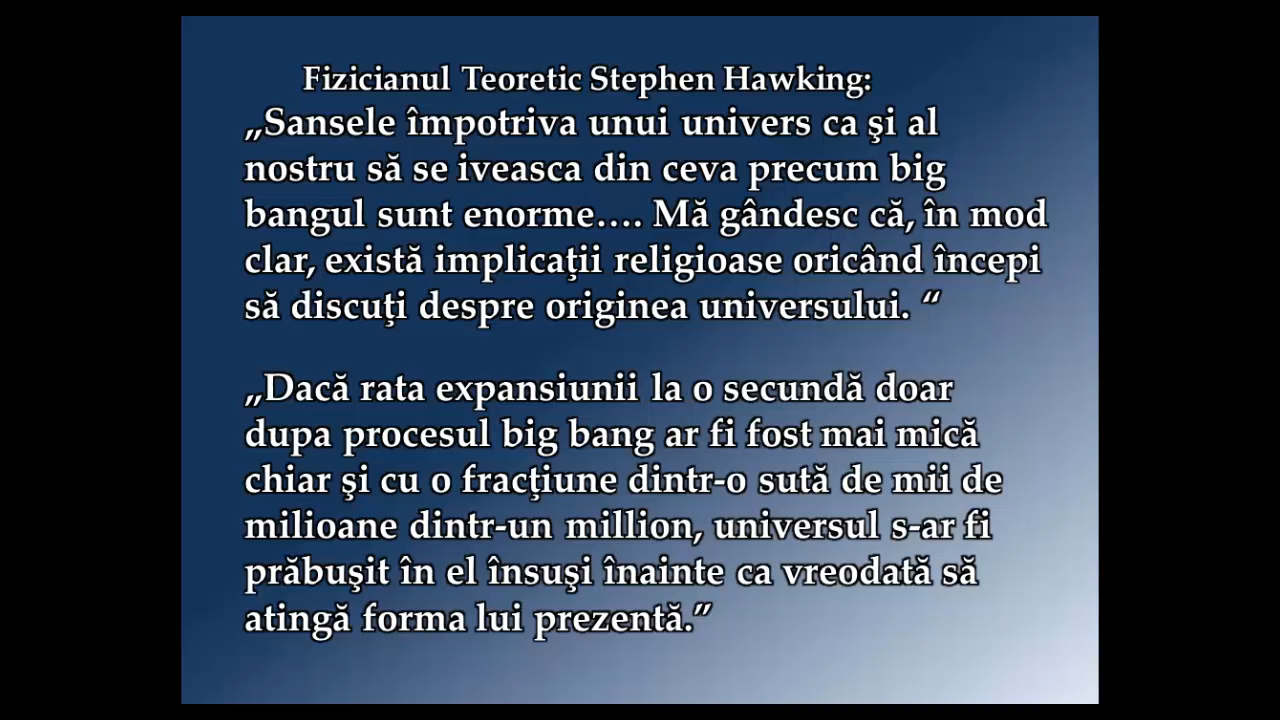 Fizicianul Teoretic Stephen Hawking:
„Sansele împotriva unui univers ca şi al
nostru să se iveasca din ceva precum big
bangul sunt enorme…. Mă gândesc că, în mod
clar, există implicaţii religioase oricând începi
să discuţi despre originea universului. “
„Dacă rata expansiunii la o secundă doar
dupa procesul big bang ar fi fost mai mică
chiar şi cu o fracţiune dintr-o sută de mii de
milioane dintr-un million, universul s-ar fi
prăbuşit în el însuşi înainte ca vreodată să
atingă forma lui prezentă.”